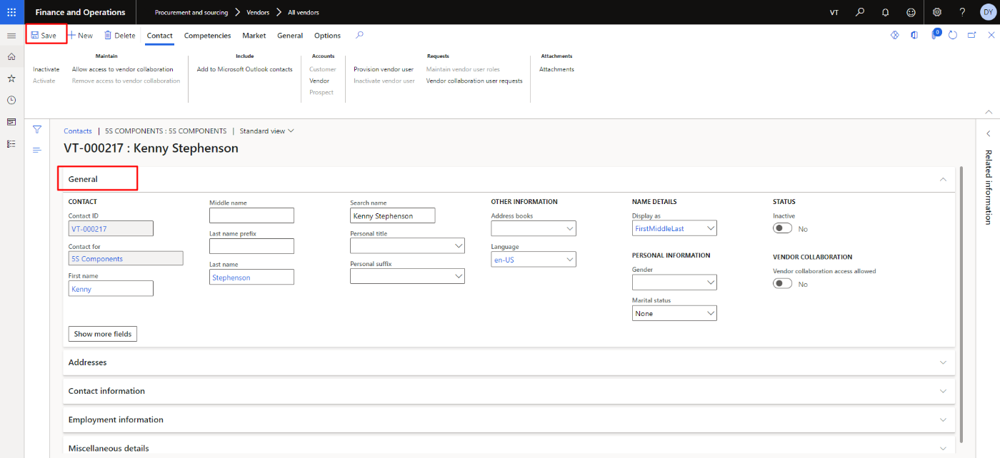 Finance and Operations
Procurement and sourcing
Vendors
All vendors
VT
DY
Save
New
Delete
Contact
Competencies
Market
General
Options
0
Maintain
Inactivate
Allow access to vendor collaboration
Activate
Remove access to vendor collaboration
Include
Add to Microsoft Outlook contacts
Accounts
Customer
Vendor
Prospect
Requests
Provision vendor user
Maintain vendor user roles
Inactivate vendor user
Vendor collaboration user requests
Attachments
Attachments
Contacts | 5S COMPONENTS : 5S COMPONENTS | Standard view
VT-000217 : Kenny Stephenson
Related information
General
CONTACT
Contact ID
VT-000217
Contact for
5S Components
First name
Kenny
Middle name
Last name prefix
Last name
Stephenson
Search name
Kenny Stephenson
Personal title
Personal suffix
OTHER INFORMATION
Address books
Language
en-US
NAME DETAILS
Display as
FirstMiddleLast
PERSONAL INFORMATION
Gender
Marital status
None
STATUS
Inactive
No
VENDOR COLLABORATION
Vendor collaboration access allowed
No
Show more fields
Addresses
Contact information
Employment information
Miscellaneous details